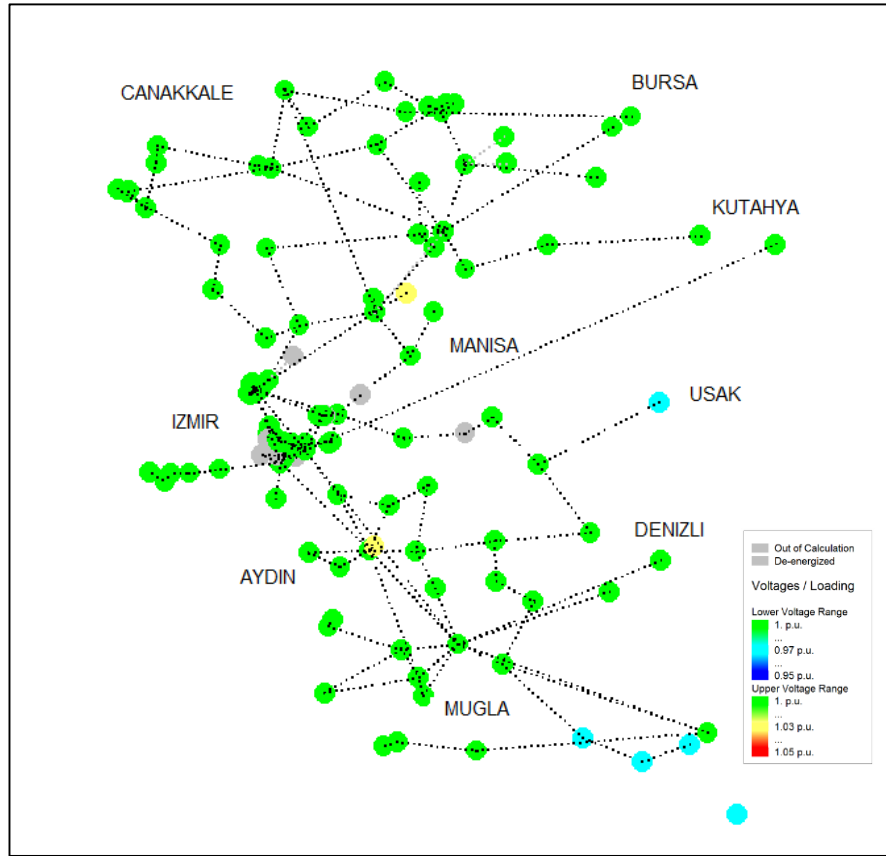 CANAKKALE
BURSA
KUTAHYA
MANISA
USAK
IZMIR
DENIZLI
AYDIN
MUGLA
Out of Calculation
De-energized
Voltages / Loading
Lower Voltage Range
1. p.u.
...
0.97 p.u.
...
0.95 p.u.
Upper Voltage Range
1. p.u.
...
1.03 p.u.
...
1.05 p.u.